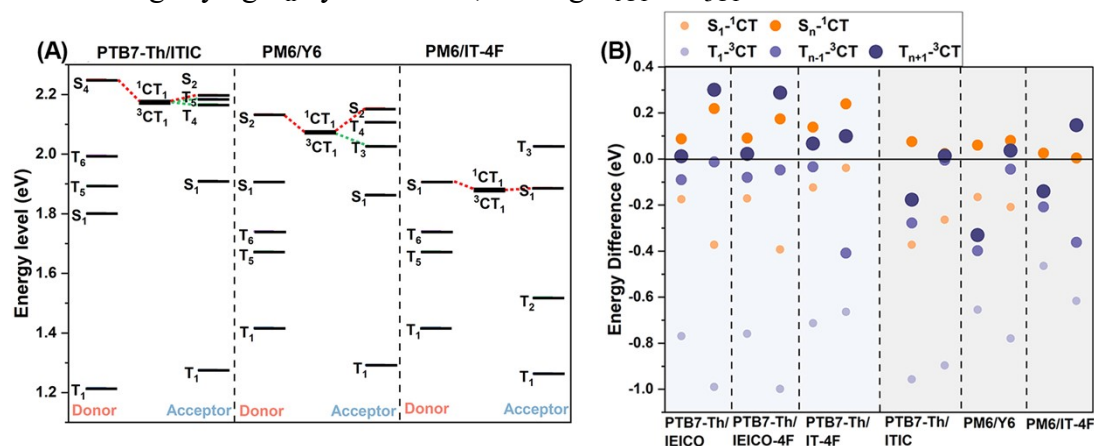 (A)
PTB7-Th/ITIC
PM6/Y6
PM6/IT-4F
Energy level (eV)
2.2
2.0
1.8
1.6
1.4
1.2
S4
¹CT1
³CT1
S2
T5
T4
T6
T5
S1
S1
T1
T1
Donor
Acceptor
S2
¹CT1
³CT1
S2
T4
T3
S1
S1
T6
T5
T1
T1
Donor
Acceptor
T3
S1
¹CT1
³CT1
S1
T6
T5
T2
T1
T1
Donor
Acceptor
(B)
S1-¹CT
Sn-¹CT
T1-³CT
Tn-1-³CT
Tn+1-³CT
Energy Difference (eV)
0.4
0.2
0.0
-0.2
-0.4
-0.6
-0.8
-1.0
PTB7-Th/
IEICO
PTB7-Th/
IEICO-4F
PTB7-Th/
IT-4F
PTB7-Th/
ITIC
PM6/Y6
PM6/IT-4F